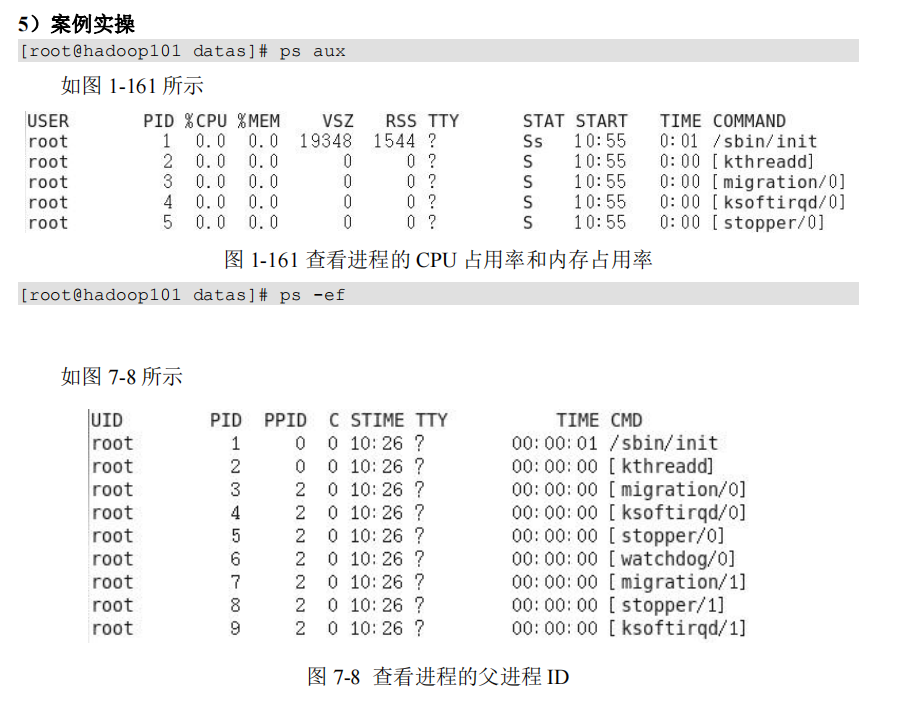 5）案例实操
[root@hadoop101 datas]# ps aux
如图 1-161 所示
USER PID %CPU %MEM VSZ RSS TTY STAT START TIME COMMAND
root 1 0.0 0.0 19348 1544 ? Ss 10:55 0:01 /sbin/init
root 2 0.0 0.0 0 0 ? S 10:55 0:00 [kthreadd]
root 3 0.0 0.0 0 0 ? S 10:55 0:00 [migration/0]
root 4 0.0 0.0 0 0 ? S 10:55 0:00 [ksoftirqd/0]
root 5 0.0 0.0 0 0 ? S 10:55 0:00 [stopper/0]
图 1-161 查看进程的 CPU 占用率和内存占用率
[root@hadoop101 datas]# ps -ef
如图 7-8 所示
UID PID PPID C STIME TTY TIME CMD
root 1 0 0 10:26 ? 00:00:01 /sbin/init
root 2 0 0 10:26 ? 00:00:00 [kthreadd]
root 3 2 0 10:26 ? 00:00:00 [migration/0]
root 4 2 0 10:26 ? 00:00:00 [ksoftirqd/0]
root 5 2 0 10:26 ? 00:00:00 [stopper/0]
root 6 2 0 10:26 ? 00:00:00 [watchdog/0]
root 7 2 0 10:26 ? 00:00:00 [migration/1]
root 8 2 0 10:26 ? 00:00:00 [stopper/1]
root 9 2 0 10:26 ? 00:00:00 [ksoftirqd/1]
图 7-8 查看进程的父进程 ID